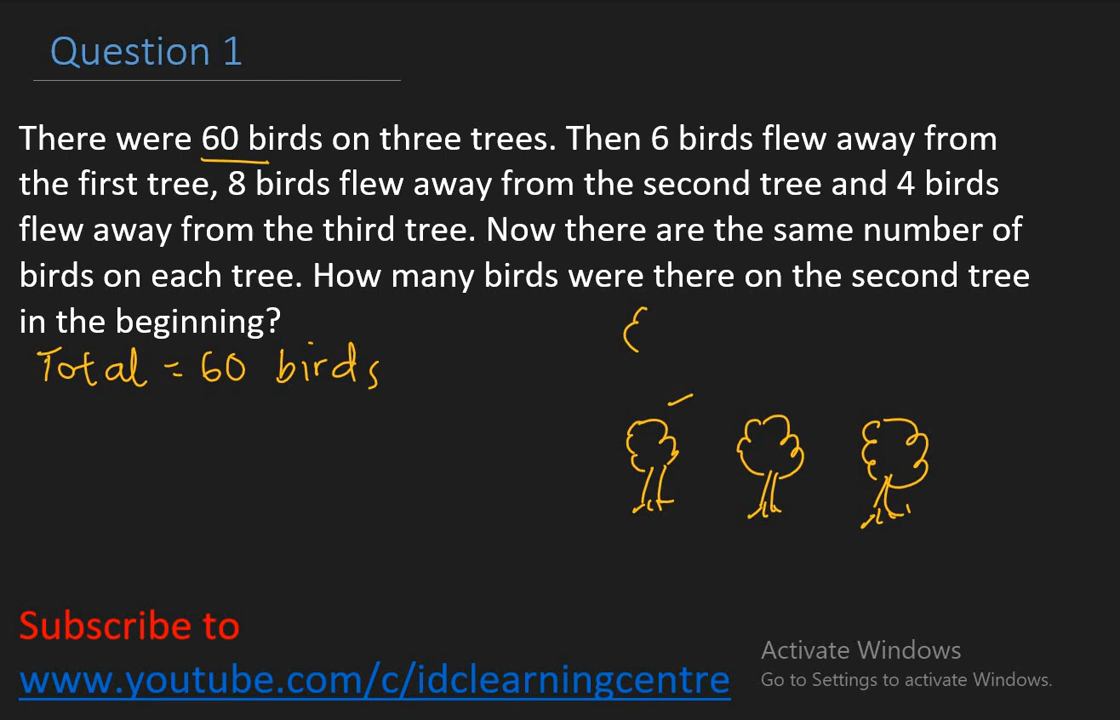 Question 1
There were 60 birds on three trees. Then 6 birds flew away from
the first tree, 8 birds flew away from the second tree and 4 birds
flew away from the third tree. Now there are the same number of
birds on each tree. How many birds were there on the second tree
in the beginning?
Total = 60 birds
Subscribe to
www.youtube.com/c/idclearningcentre
Activate Windows
Go to Settings to activate Windows.